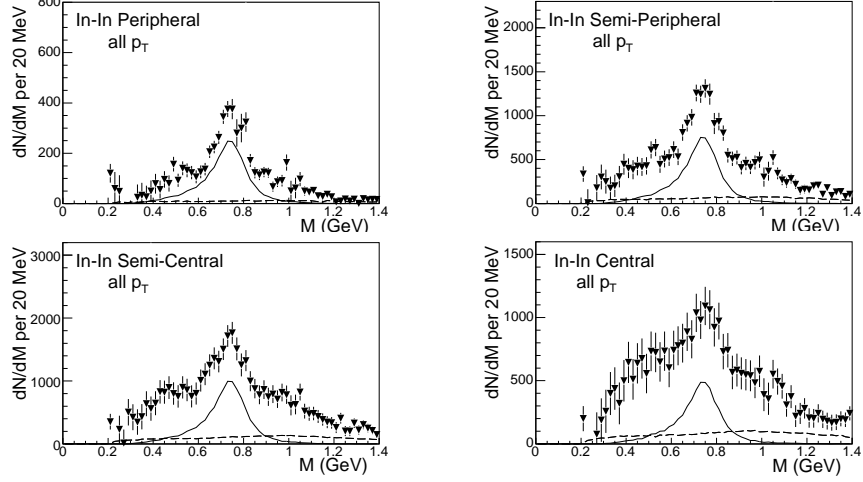 dN/dM per 20 MeV
800
600
400
200
0
In-In Peripheral
all pT
0 0.2 0.4 0.6 0.8 1 1.2 1.4
M (GeV)
dN/dM per 20 MeV
2000
1500
1000
500
0
In-In Semi-Peripheral
all pT
0 0.2 0.4 0.6 0.8 1 1.2 1.4
M (GeV)
dN/dM per 20 MeV
3000
2000
1000
0
In-In Semi-Central
all pT
0 0.2 0.4 0.6 0.8 1 1.2 1.4
M (GeV)
dN/dM per 20 MeV
1500
1000
500
0
In-In Central
all pT
0 0.2 0.4 0.6 0.8 1 1.2 1.4
M (GeV)